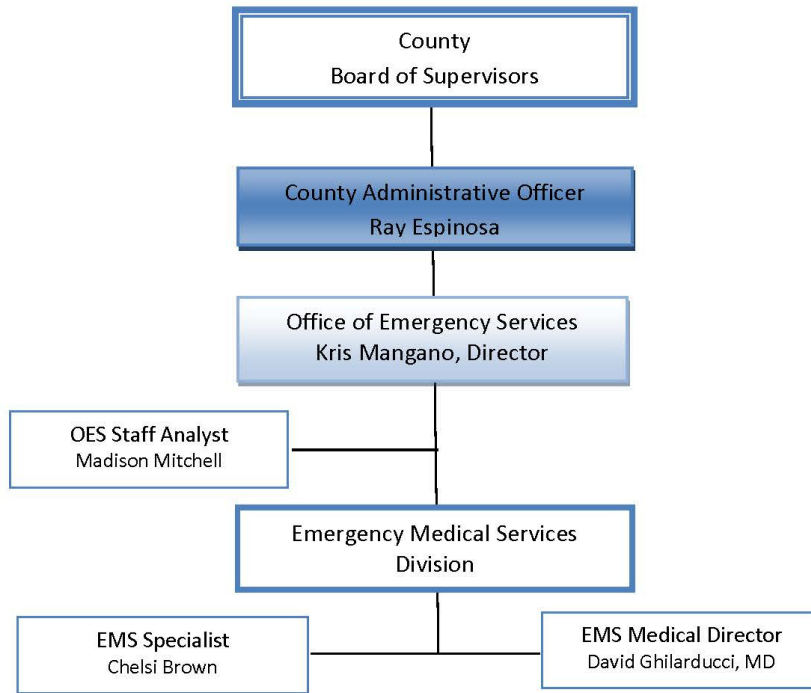 County
Board of Supervisors
County Administrative Officer
Ray Espinosa
Office of Emergency Services
Kris Mangano, Director
OES Staff Analyst
Madison Mitchell
Emergency Medical Services
Division
EMS Specialist
Chelsi Brown
EMS Medical Director
David Ghilarducci, MD